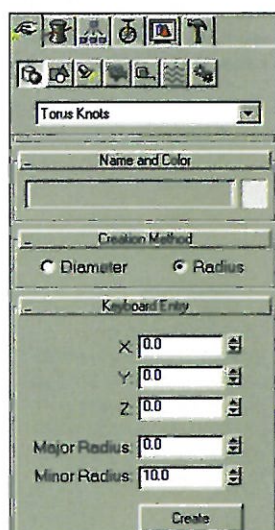 Torus Knots
Name and Color
Creation Method
Diameter Radius
Keyboard Entry
X: 0.0
Y: 0.0
Z: 0.0
Major Radius: 0.0
Minor Radius: 10.0
Create